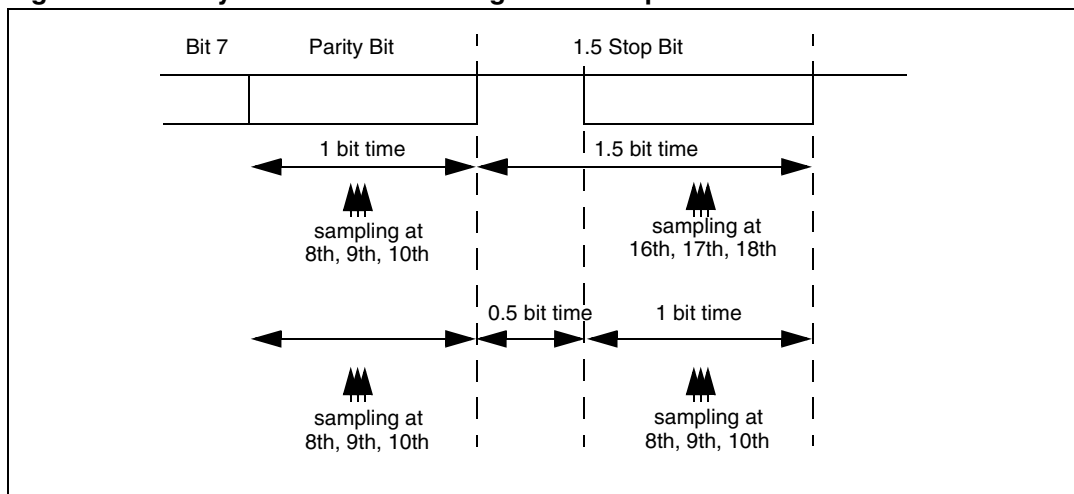 Bit 7 Parity Bit 1.5 Stop Bit
1 bit time 1.5 bit time
sampling at
8th, 9th, 10th
sampling at
16th, 17th, 18th
0.5 bit time 1 bit time
sampling at
8th, 9th, 10th
sampling at
8th, 9th, 10th